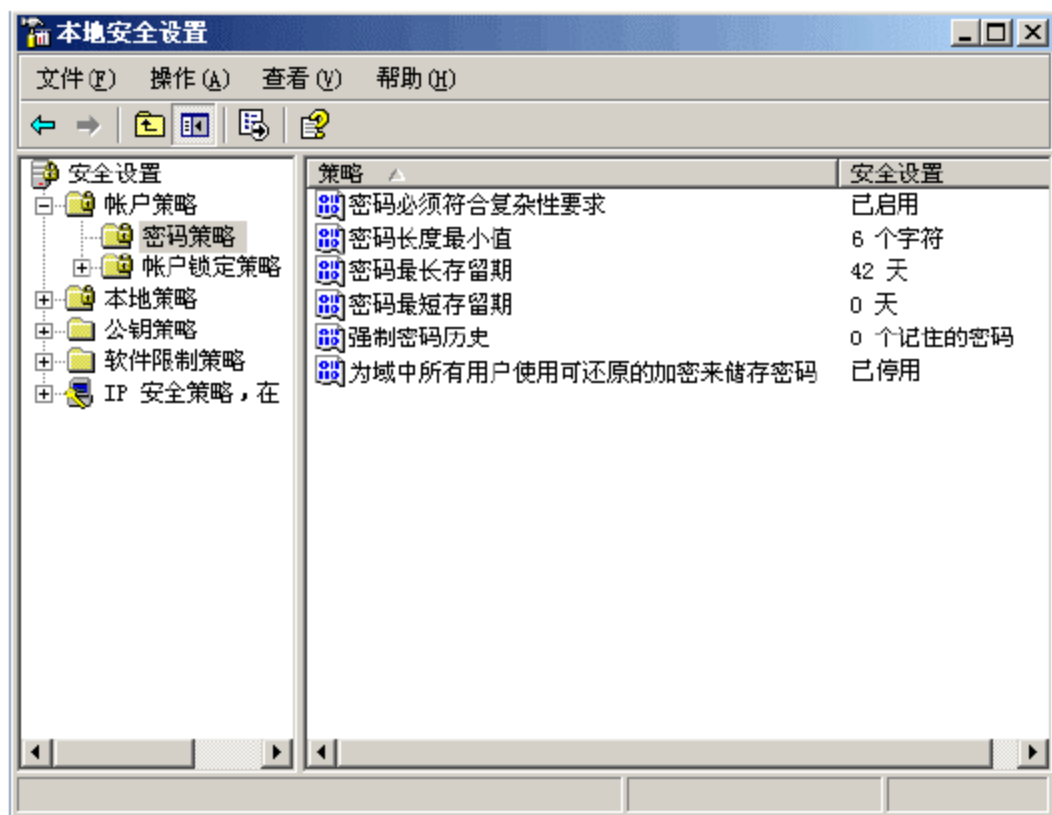 本地安全设置
文件(F) 操作(A) 查看(V) 帮助(H)
安全设置
帐户策略
密码策略
帐户锁定策略
本地策略
公钥策略
软件限制策略
IP 安全策略，在
策略 安全设置
密码必须符合复杂性要求 已启用
密码长度最小值 6 个字符
密码最长存留期 42 天
密码最短存留期 0 天
强制密码历史 0 个记住的密码
为域中所有用户使用可还原的加密来储存密码 已停用